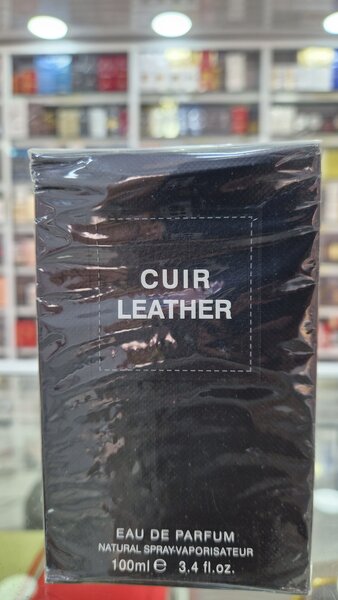 CUIR
LEATHER
EAU DE PARFUM
NATURAL SPRAY-VAPORISATEUR
100ml e 3.4 fl.oz.